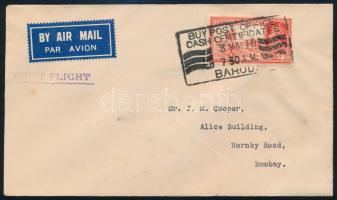 BY AIR MAIL
PAR AVION
BUY POST OFFICE
CASH CERTIFICATES
7 30 A.M.
BARODA
FLIGHT
Mr. J. M. Cooper,
Alice Building,
Hornby Road,
Bombay.
darabanth